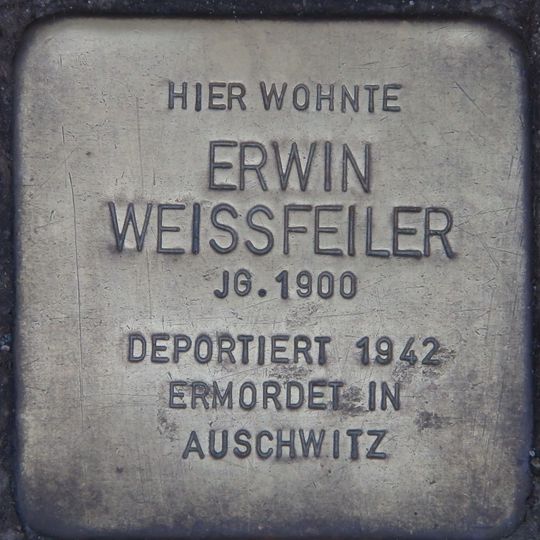 HIER WOHNTE
ERWIN
WEISSFEILER
JG. 1900
DEPORTIERT 1942
ERMORDET IN
AUSCHWITZ